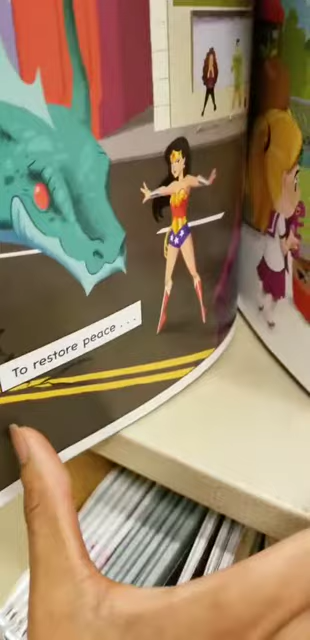 To restore peace . . .